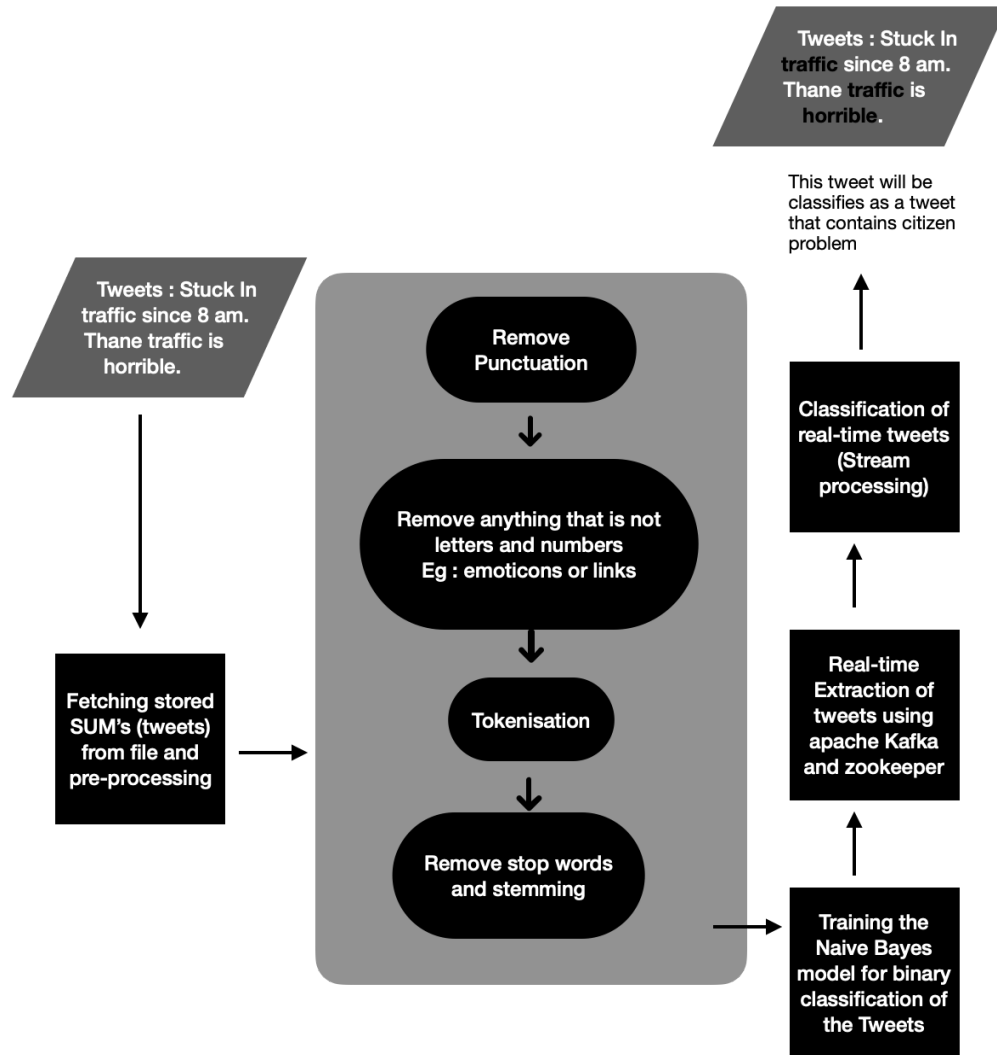 Tweets : Stuck In
traffic since 8 am.
Thane traffic is
horrible.
Fetching stored
SUM's (tweets)
from file and
pre-processing
Remove
Punctuation
Remove anything that is not
letters and numbers
Eg : emoticons or links
Tokenisation
Remove stop words
and stemming
Training the
Naive Bayes
model for binary
classification of
the Tweets
Real-time
Extraction of
tweets using
apache Kafka
and zookeeper
Classification of
real-time tweets
(Stream
processing)
This tweet will be
classifies as a tweet
that contains citizen
problem
Tweets : Stuck In
traffic since 8 am.
Thane traffic is
horrible.